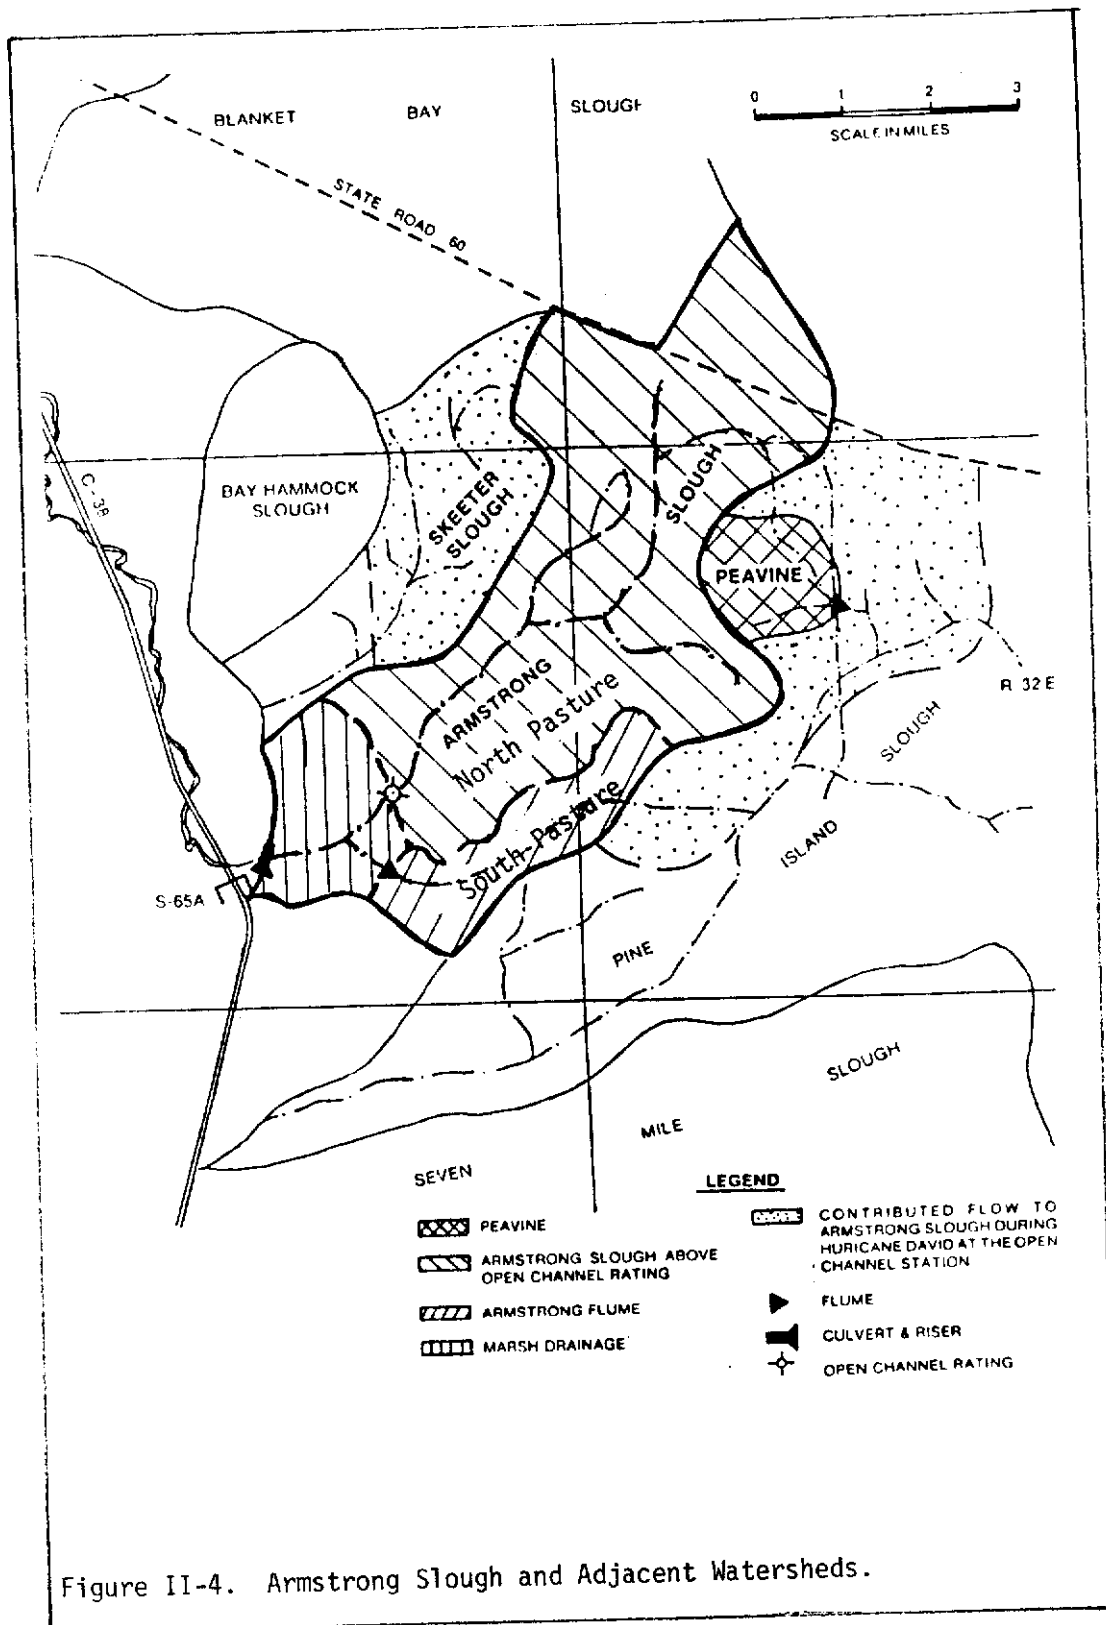 BLANKET BAY SLOUGH
0 1 2 3
SCALE IN MILES
STATE ROAD 60
C-38
BAY HAMMOCK
SLOUGH
SKEETER
SLOUGH
SLOUGH
PEAVINE
ARMSTRONG
North Pasture
South Pasture
R 32 E
SLOUGH
ISLAND
PINE
S-65A
SLOUGH
MILE
SEVEN
LEGEND
PEAVINE
ARMSTRONG SLOUGH ABOVE
OPEN CHANNEL RATING
ARMSTRONG FLUME
MARSH DRAINAGE
CONTRIBUTED FLOW TO
ARMSTRONG SLOUGH DURING
HURICANE DAVID AT THE OPEN
CHANNEL STATION
FLUME
CULVERT & RISER
OPEN CHANNEL RATING
Figure II-4. Armstrong Slough and Adjacent Watersheds.